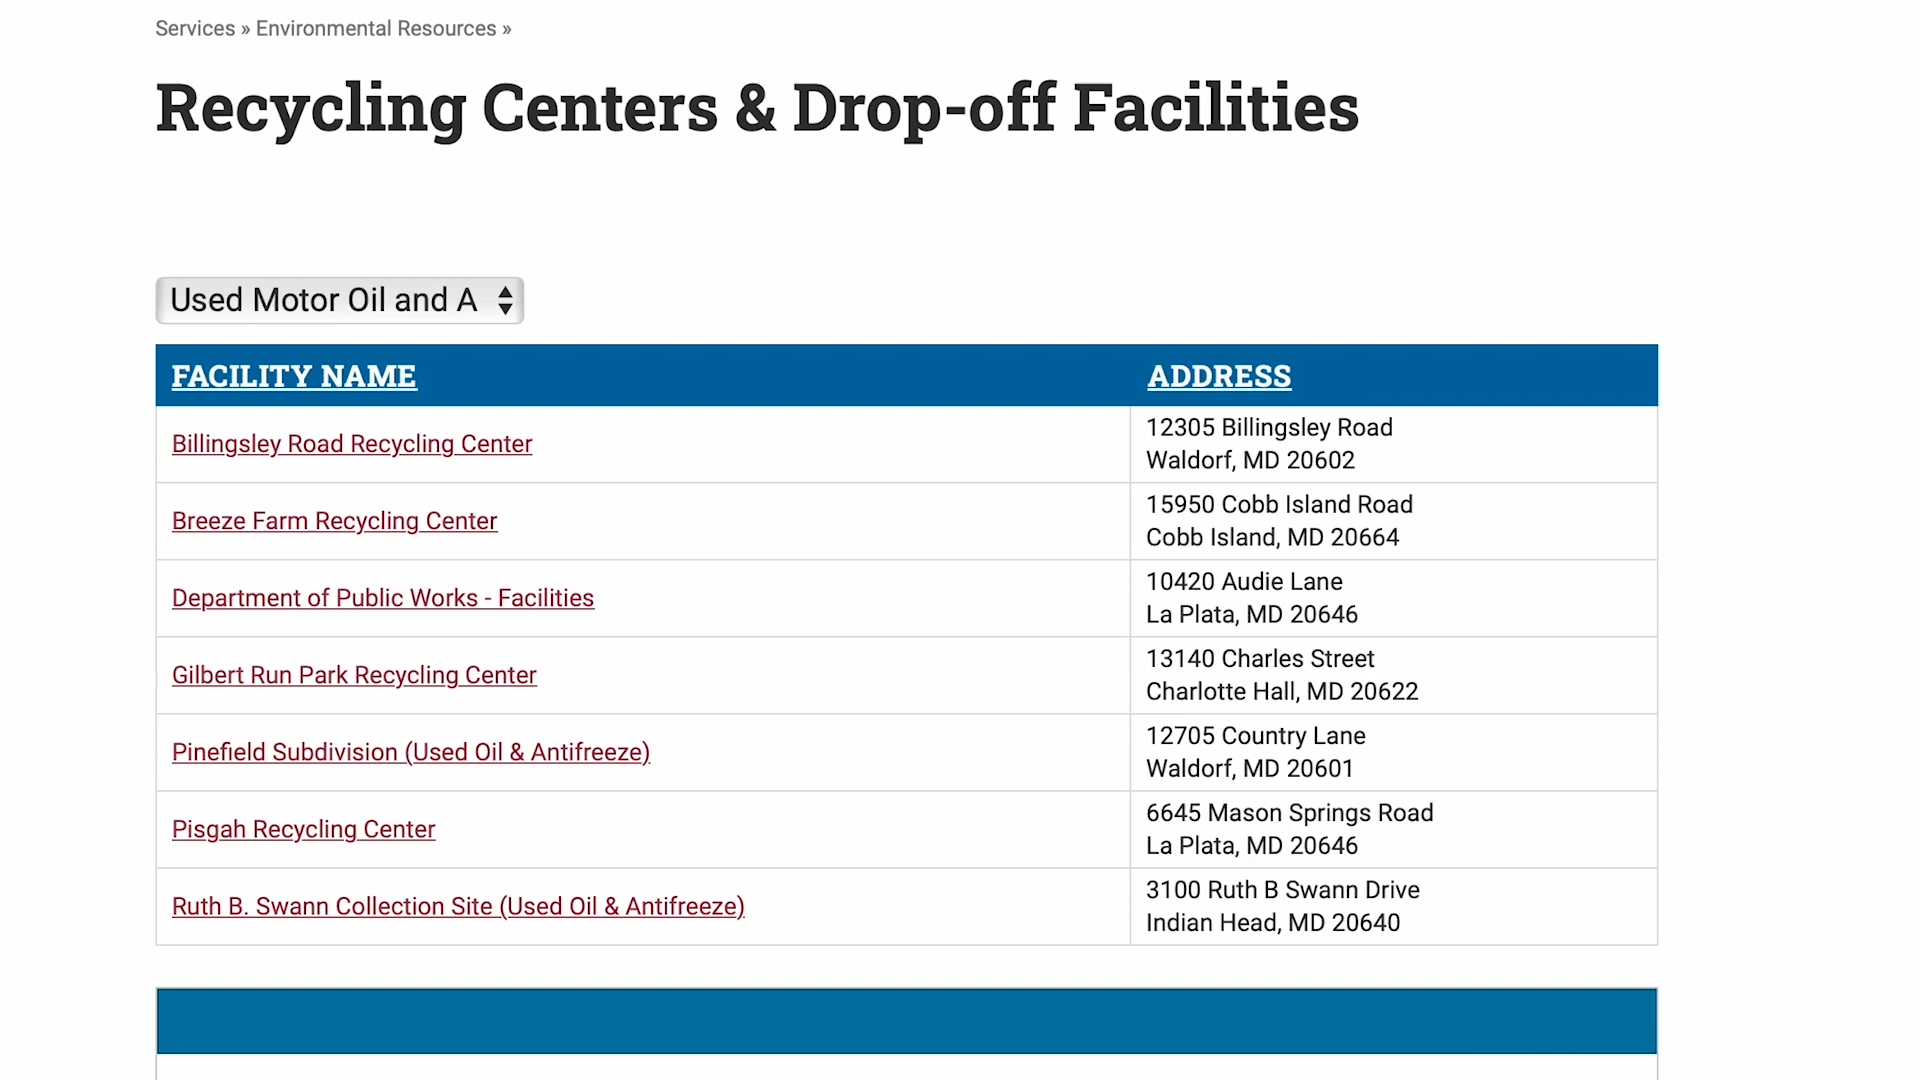 Services » Environmental Resources »
Recycling Centers & Drop-off Facilities
Used Motor Oil and A
FACILITY NAME ADDRESS
Billingsley Road Recycling Center
12305 Billingsley Road
Waldorf, MD 20602
Breeze Farm Recycling Center
15950 Cobb Island Road
Cobb Island, MD 20664
Department of Public Works - Facilities
10420 Audie Lane
La Plata, MD 20646
Gilbert Run Park Recycling Center
13140 Charles Street
Charlotte Hall, MD 20622
Pinefield Subdivision (Used Oil & Antifreeze)
12705 Country Lane
Waldorf, MD 20601
Pisgah Recycling Center
6645 Mason Springs Road
La Plata, MD 20646
Ruth B. Swann Collection Site (Used Oil & Antifreeze)
3100 Ruth B Swann Drive
Indian Head, MD 20640